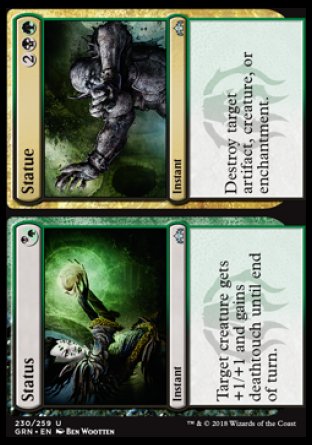 Status
Instant
Target creature gets
+1/+1 and gains
deathtouch until end
of turn.
Statue 2
Instant
Destroy target
artifact, creature, or
enchantment.
230/259 U
GRN • EN Ben Wootten
™ & © 2018 Wizards of the Coast